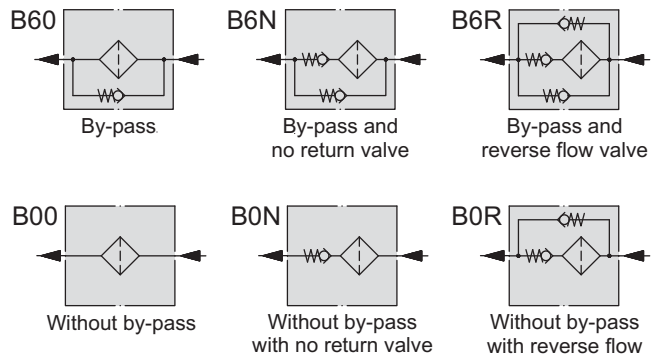 B60
B6N
B6R
By-pass
By-pass and
no return valve
By-pass and
reverse flow valve
B00
B0N
B0R
Without by-pass
Without by-pass
with no return valve
Without by-pass
with reverse flow